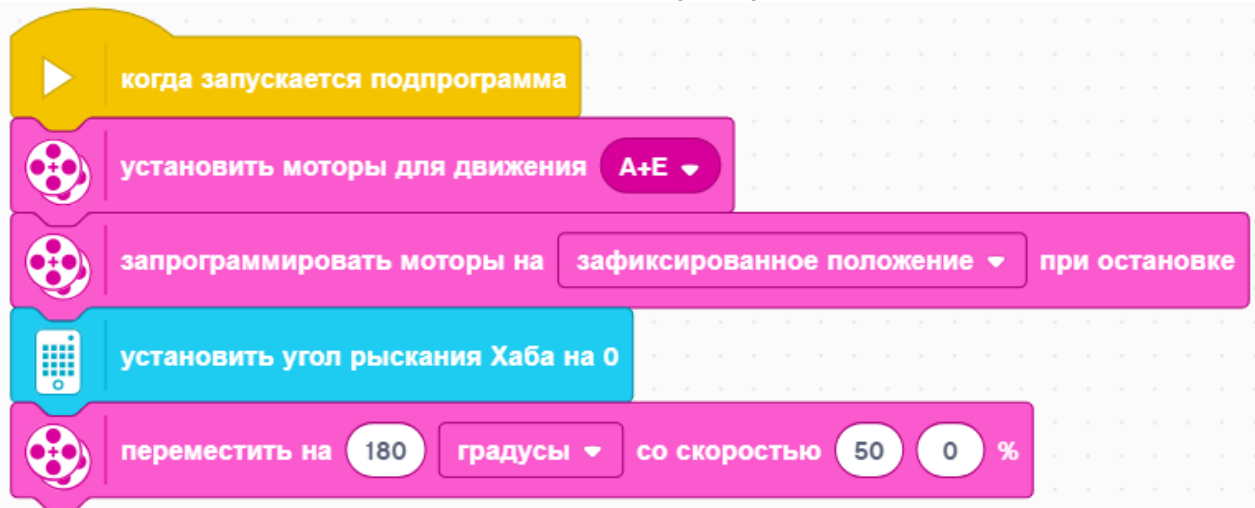 когда запускается подпрограмма
установить моторы для движения A+E
запрограммировать моторы на зафиксированное положение при остановке
установить угол рыскания Хаба на 0
переместить на 180 градусы со скоростью 50 0 %